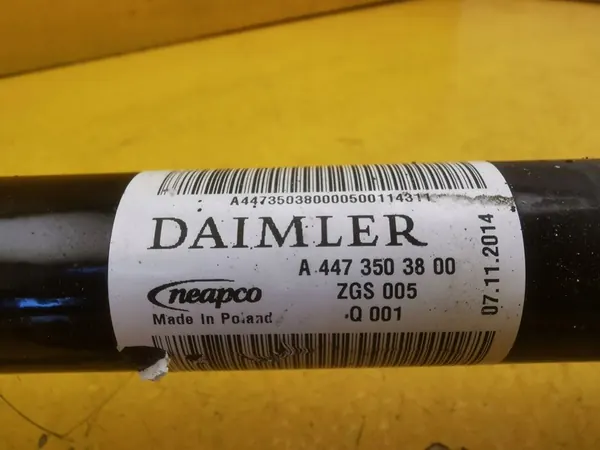 A447350380000500114311
DAIMLER
A 447 350 38 00
neapco
ZGS 005
Made In Poland
Q 001
07.11.2014